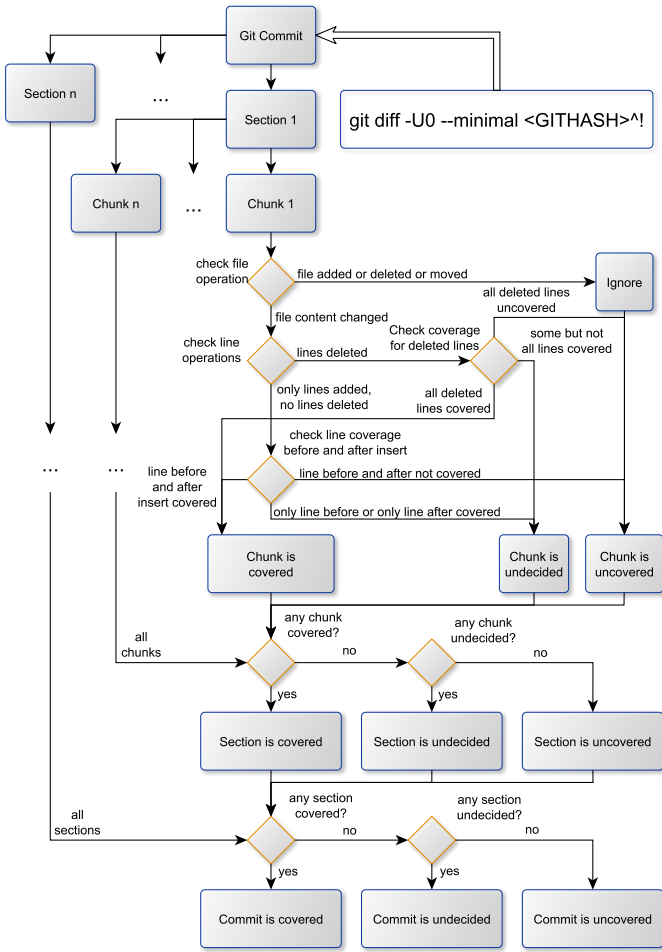 Git Commit
Section n
...
Section 1
git diff -U0 --minimal <GITHASH>^!
Chunk n
...
Chunk 1
check file
operation
file added or deleted or moved
Ignore
all deleted lines
uncovered
file content changed
Check coverage
for deleted lines
some but not
all lines covered
check line
operations
lines deleted
only lines added,
no lines deleted
all deleted
lines covered
check line coverage
before and after insert
...
...
line before
and after
insert covered
line before and after not covered
only line before or only line after covered
Chunk is
covered
Chunk is
undecided
Chunk is
uncovered
any chunk
covered?
any chunk
undecided?
all
chunks
no
no
yes
yes
Section is covered
Section is undecided
Section is uncovered
any section
covered?
any section
undecided?
all
sections
no
no
yes
yes
Commit is covered
Commit is undecided
Commit is uncovered